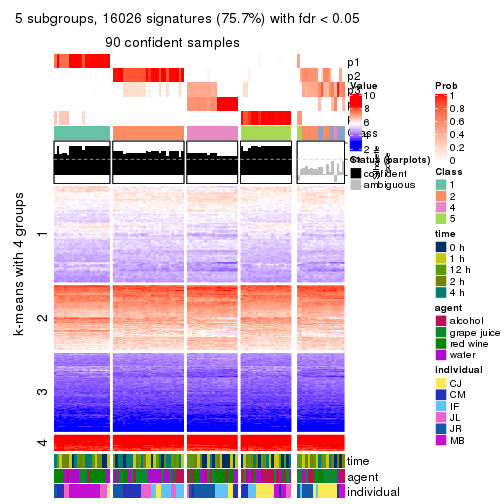 5 subgroups, 16026 signatures (75.7%) with fdr < 0.05
90 confident samples
p1
p2
k-means with 4 groups
1
2
3
4
time
agent
individual
Value
10
8
6
4
2
Status (barplots)
confident
ambiguous
Prob
1
0.8
0.6
0.4
0.2
0
Class
1
2
4
5
time
0 h
1 h
12 h
2 h
4 h
agent
alcohol
grape juice
red wine
water
individual
CJ
CM
IF
JL
JR
MB